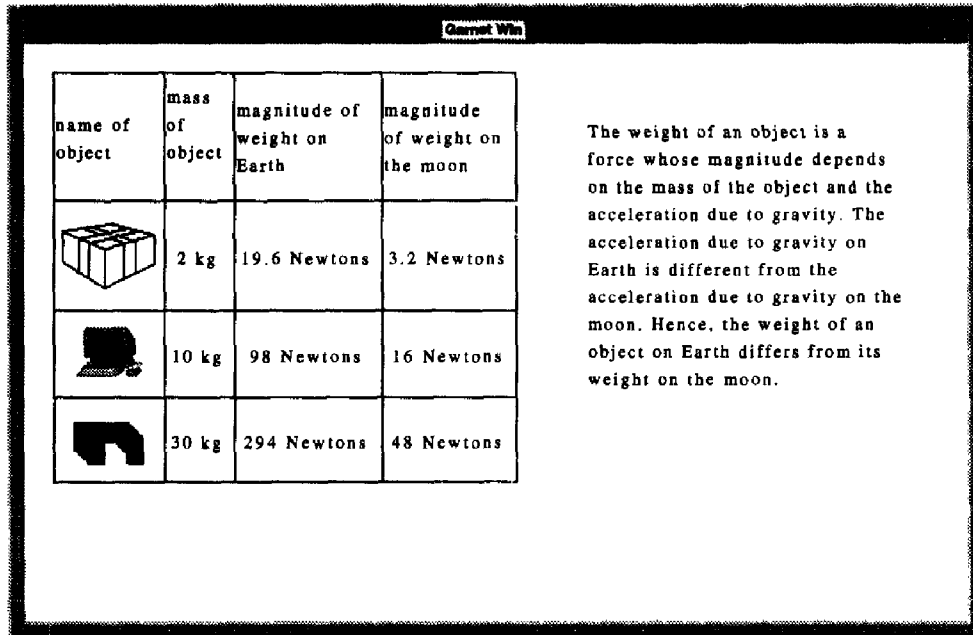 Garnet Win
name of
object
mass
of
object
magnitude of
weight on
Earth
magnitude
of weight on
the moon
2 kg
19.6 Newtons
3.2 Newtons
10 kg
98 Newtons
16 Newtons
30 kg
294 Newtons
48 Newtons
The weight of an object is a
force whose magnitude depends
on the mass of the object and the
acceleration due to gravity. The
acceleration due to gravity on
Earth is different from the
acceleration due to gravity on the
moon. Hence, the weight of an
object on Earth differs from its
weight on the moon.